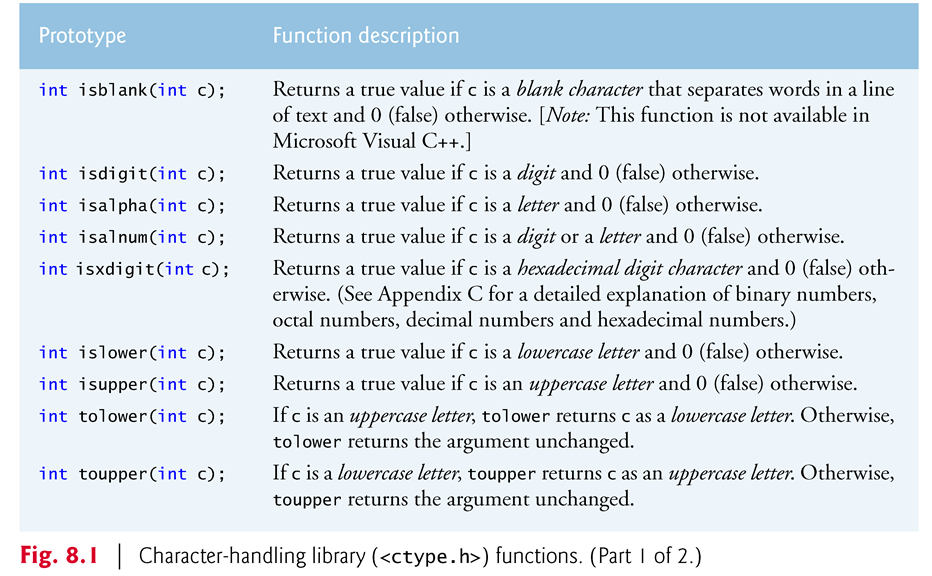 Prototype Function description
int isblank(int c); Returns a true value if c is a blank character that separates words in a line
of text and 0 (false) otherwise. [Note: This function is not available in
Microsoft Visual C++.]
int isdigit(int c); Returns a true value if c is a digit and 0 (false) otherwise.
int isalpha(int c); Returns a true value if c is a letter and 0 (false) otherwise.
int isalnum(int c); Returns a true value if c is a digit or a letter and 0 (false) otherwise.
int isxdigit(int c); Returns a true value if c is a hexadecimal digit character and 0 (false) oth-
erwise. (See Appendix C for a detailed explanation of binary numbers,
octal numbers, decimal numbers and hexadecimal numbers.)
int islower(int c); Returns a true value if c is a lowercase letter and 0 (false) otherwise.
int isupper(int c); Returns a true value if c is an uppercase letter and 0 (false) otherwise.
int tolower(int c); If c is an uppercase letter, tolower returns c as a lowercase letter. Otherwise,
tolower returns the argument unchanged.
int toupper(int c); If c is a lowercase letter, toupper returns c as an uppercase letter. Otherwise,
toupper returns the argument unchanged.
Fig. 8.1 | Character-handling library (<ctype.h>) functions. (Part 1 of 2.)